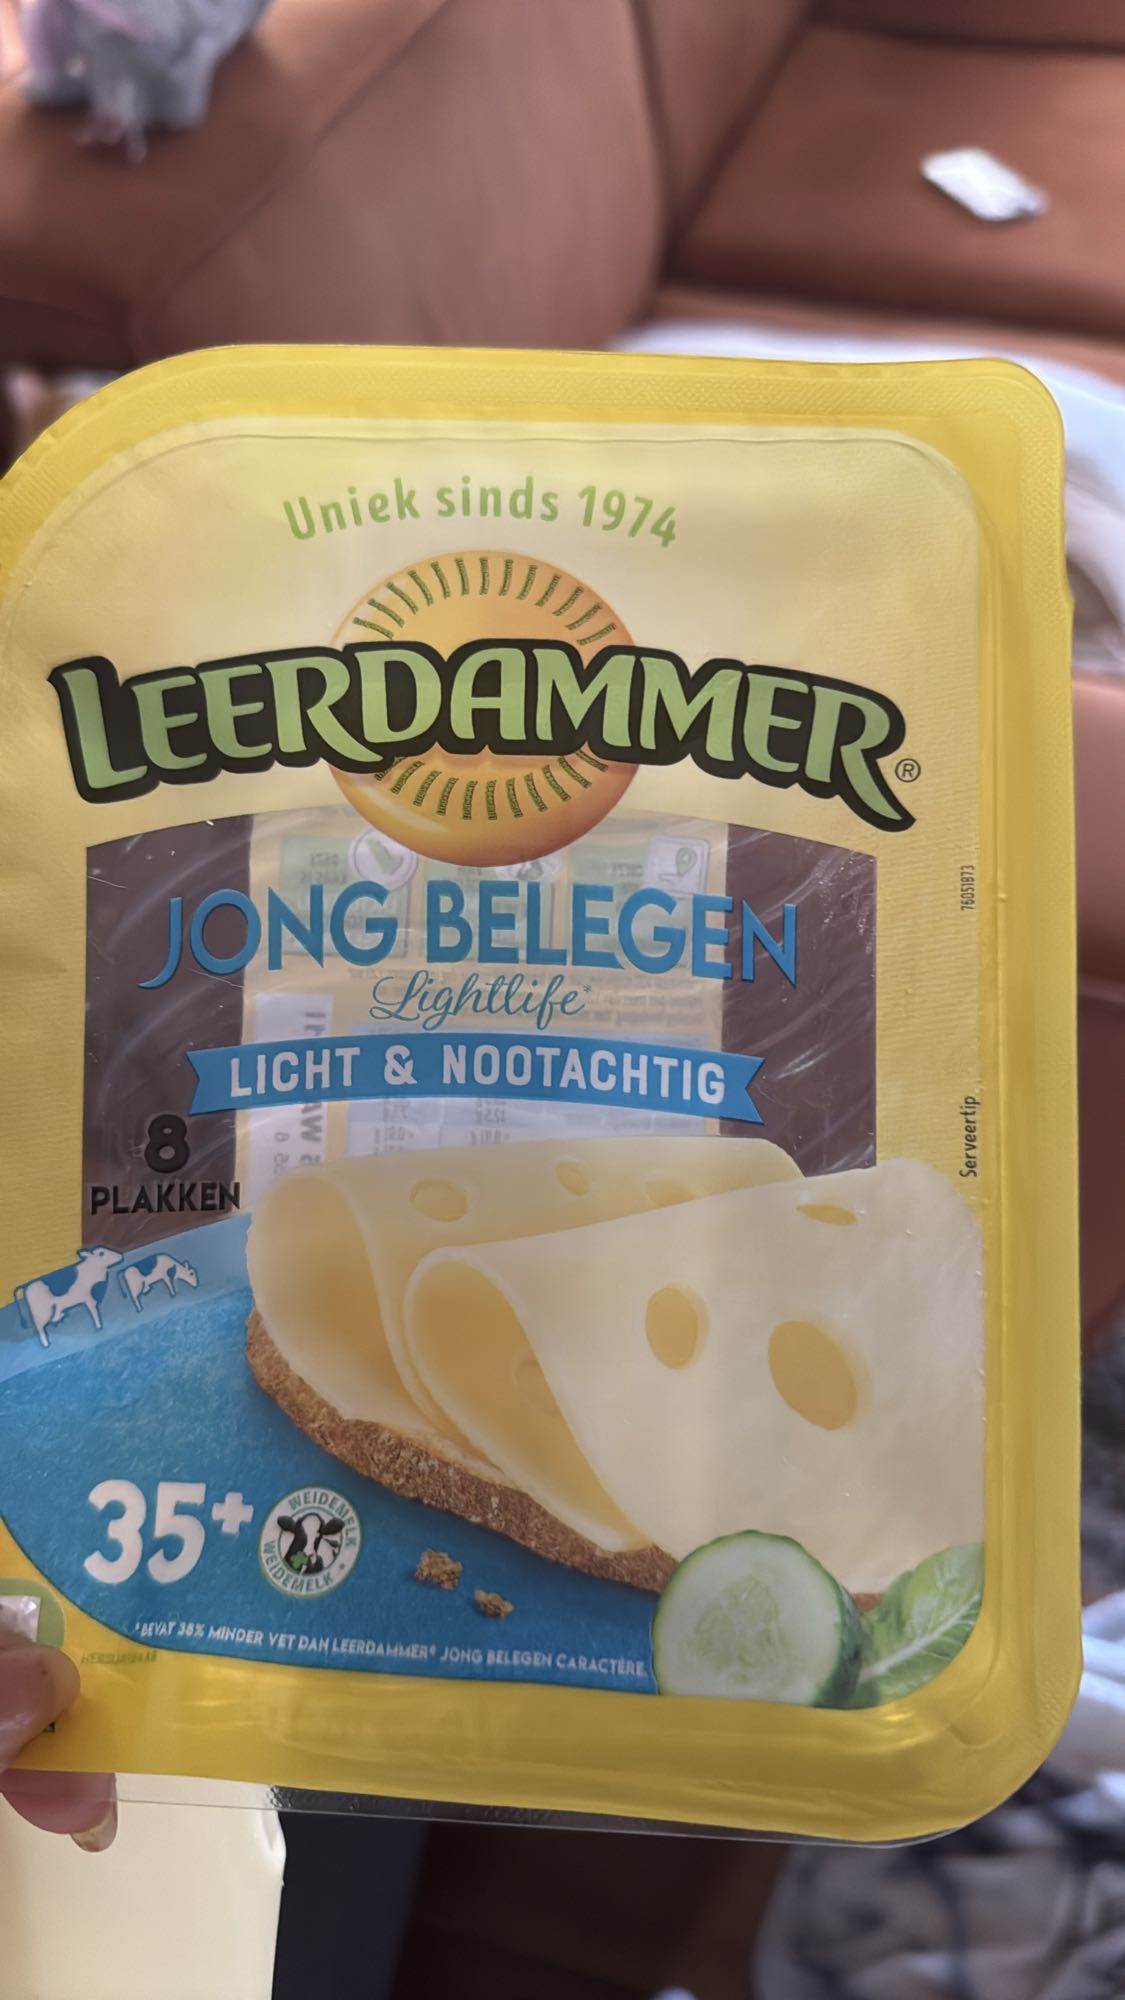 Uniek sinds 1974
LEERDAMMER®
JONG BELEGEN
Lightlife*
LICHT & NOOTACHTIG
8
PLAKKEN
35+
WEIDEMELK
WEIDEMELK
*BEVAT 38% MINDER VET DAN LEERDAMMER® JONG BELEGEN CARACTÈRE.
HERSLUITBAAR
76051873
Serveertip